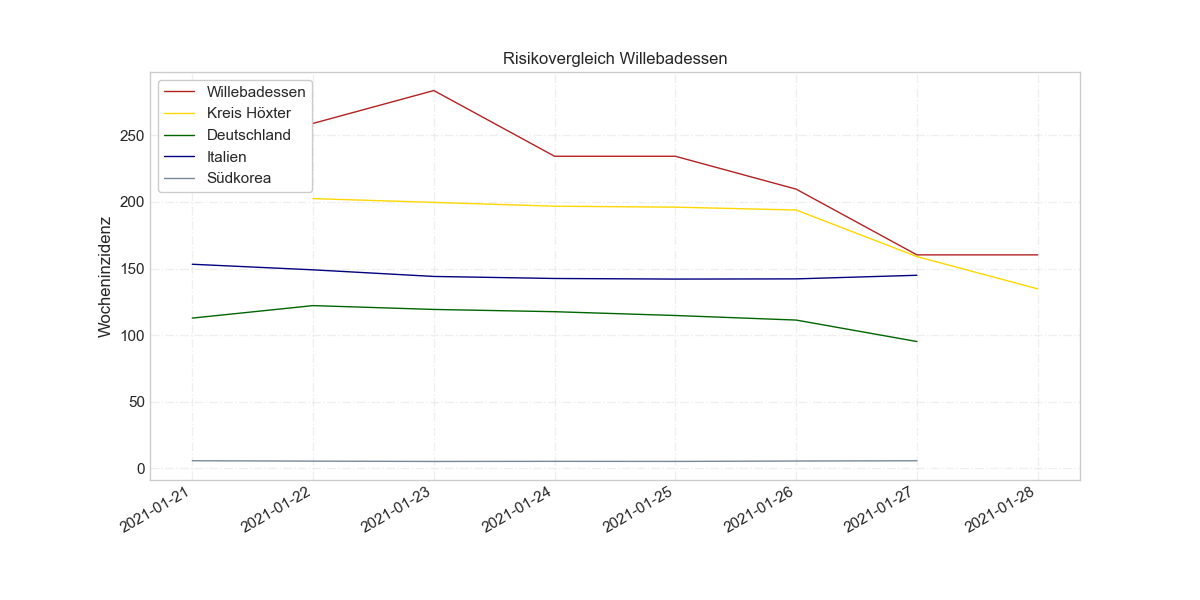 Risikovergleich Willebadessen
Willebadessen
Kreis Höxter
Deutschland
Italien
Südkorea
Wocheninzidenz
250
200
150
100
50
0
2021-01-21
2021-01-22
2021-01-23
2021-01-24
2021-01-25
2021-01-26
2021-01-27
2021-01-28